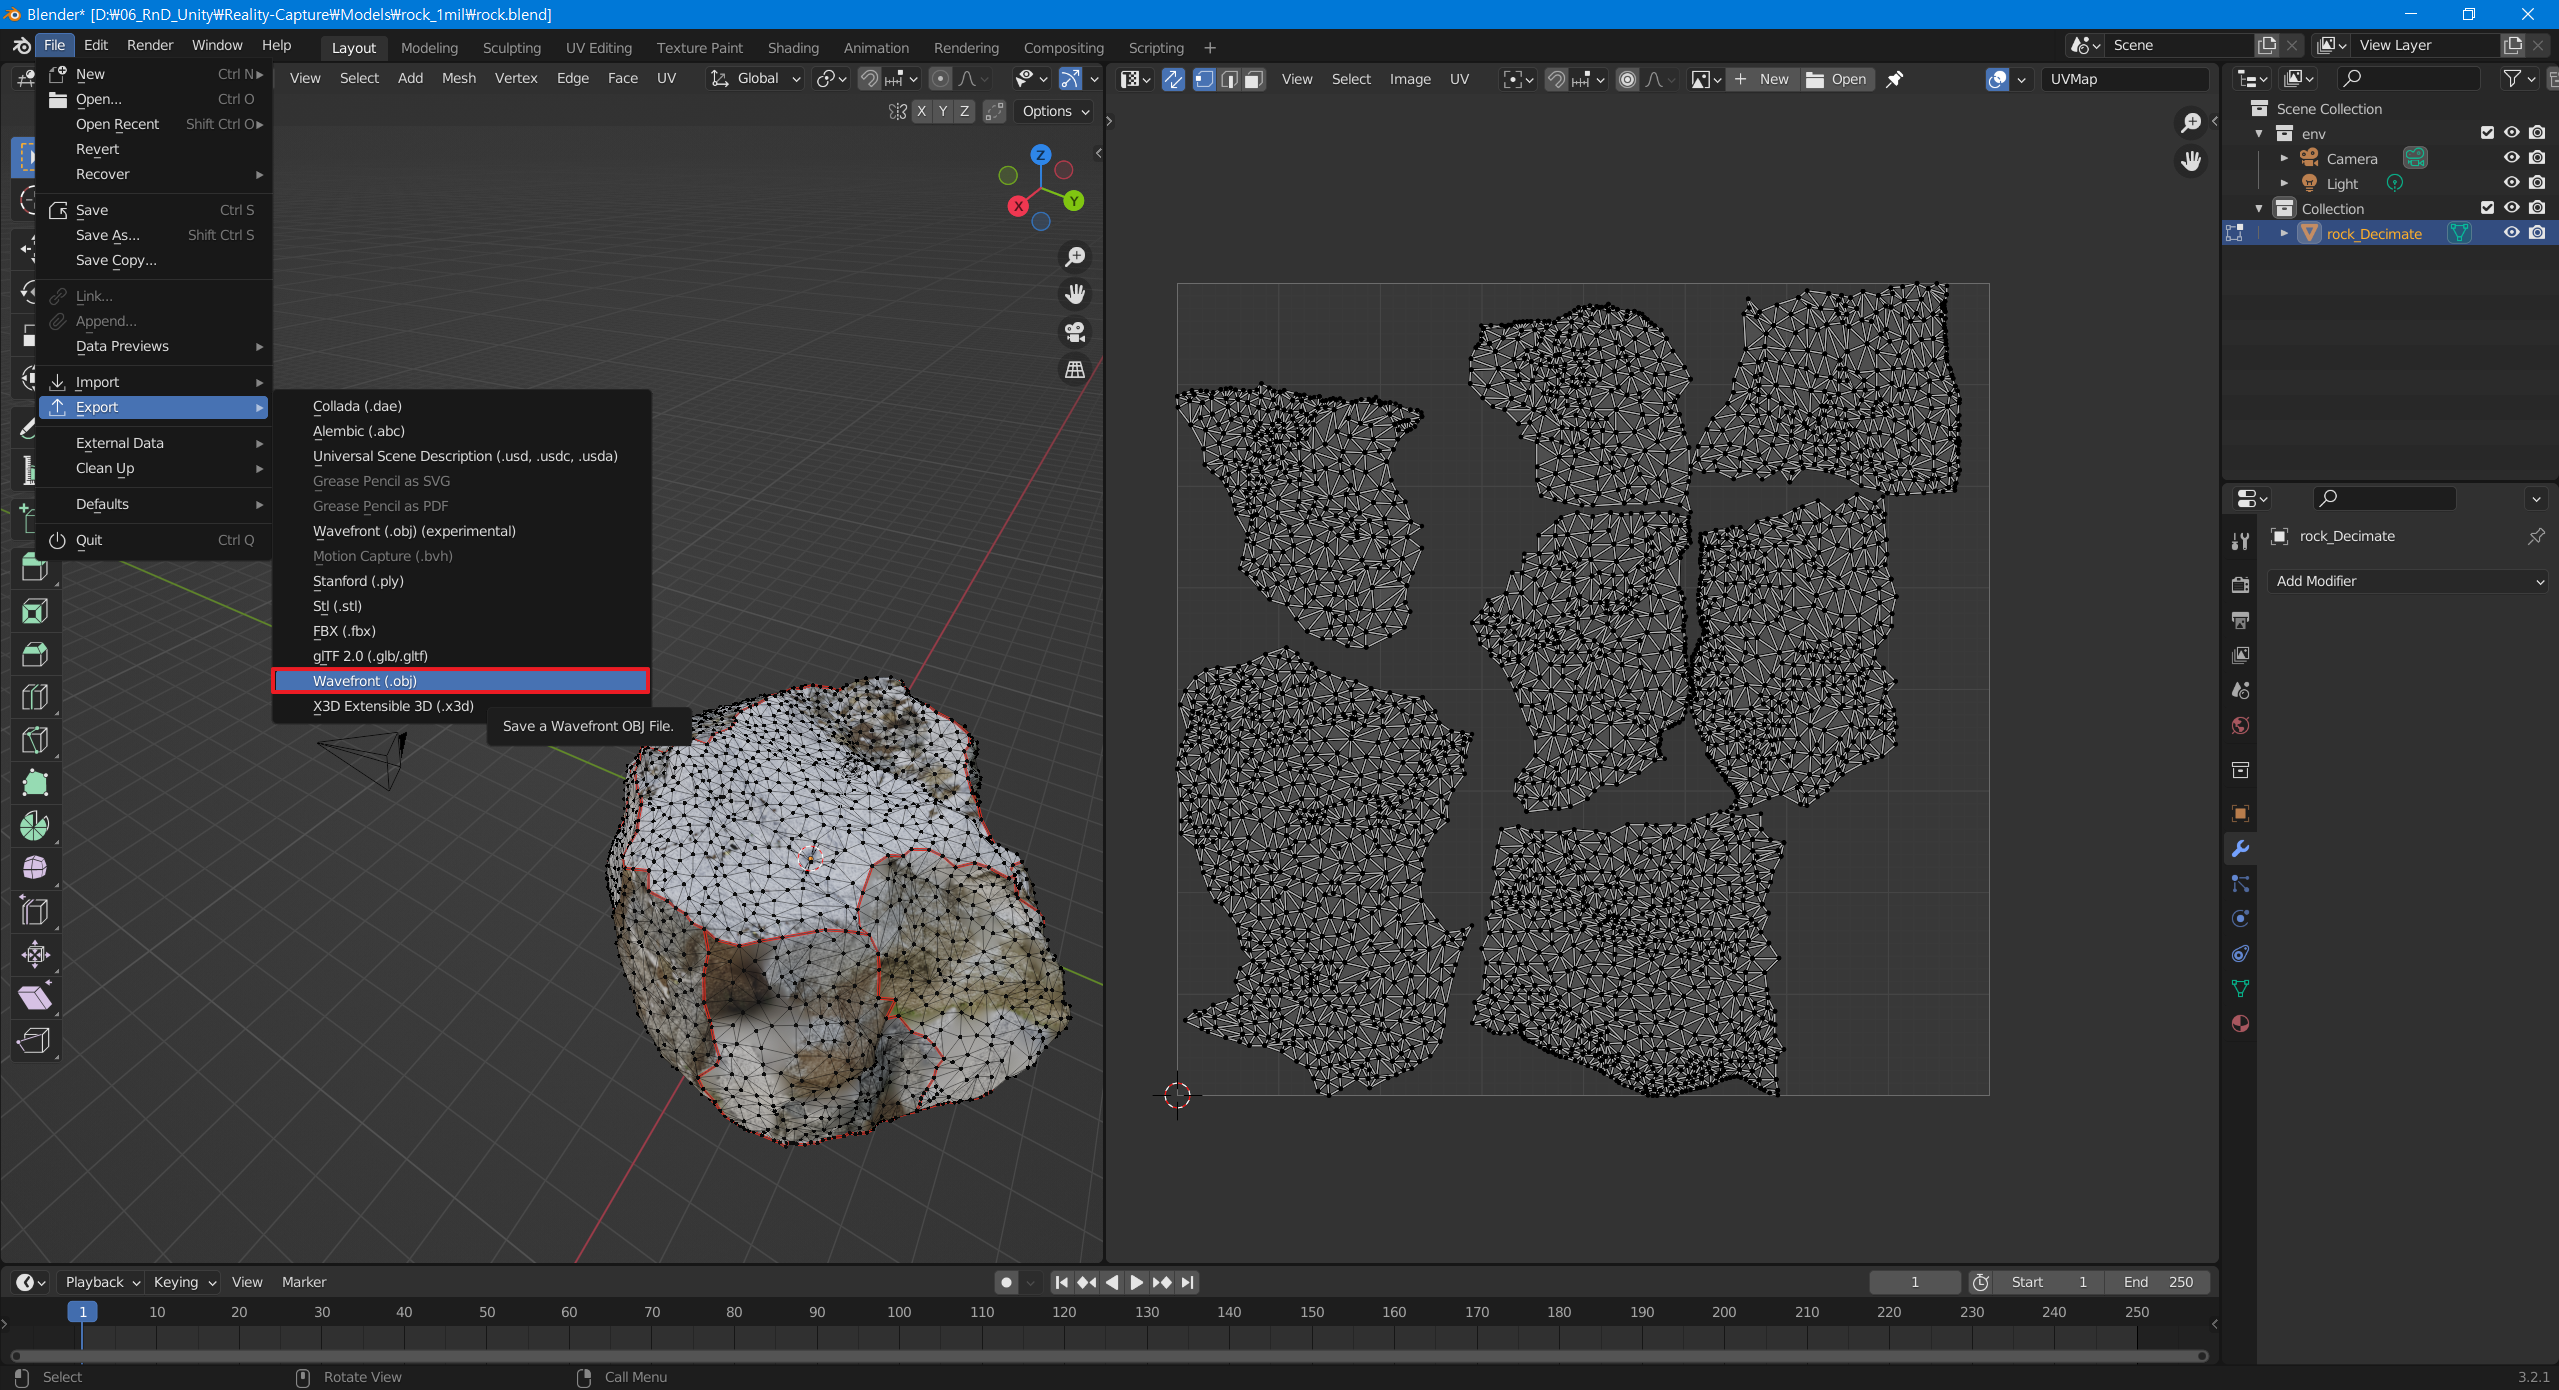 Blender* [D:₩06_RnD_Unity₩Reality-Capture₩Models₩rock_1mil₩rock.blend]
File Edit Render Window Help Layout Modeling Sculpting UV Editing Texture Paint Shading Animation Rendering Compositing Scripting + Scene View Layer
View Select Add Mesh Vertex Edge Face UV Global View Select Image UV + New Open UVMap
X Y Z Options
New Ctrl N
Open... Ctrl O
Open Recent Shift Ctrl O
Revert
Recover
Save Ctrl S
Save As... Shift Ctrl S
Save Copy...
Link...
Append...
Data Previews
Import
Export
External Data
Clean Up
Defaults
Quit Ctrl Q
Collada (.dae)
Alembic (.abc)
Universal Scene Description (.usd, .usdc, .usda)
Grease Pencil as SVG
Grease Pencil as PDF
Wavefront (.obj) (experimental)
Motion Capture (.bvh)
Stanford (.ply)
Stl (.stl)
FBX (.fbx)
glTF 2.0 (.glb/.gltf)
Wavefront (.obj)
X3D Extensible 3D (.x3d)
Save a Wavefront OBJ File.
Z
Y
X
Scene Collection
env
Camera
Light
Collection
rock_Decimate
rock_Decimate
Add Modifier
Playback Keying View Marker 1 Start 1 End 250
1 10 20 30 40 50 60 70 80 90 100 110 120 130 140 150 160 170 180 190 200 210 220 230 240 250
Select Rotate View Call Menu 3.2.1